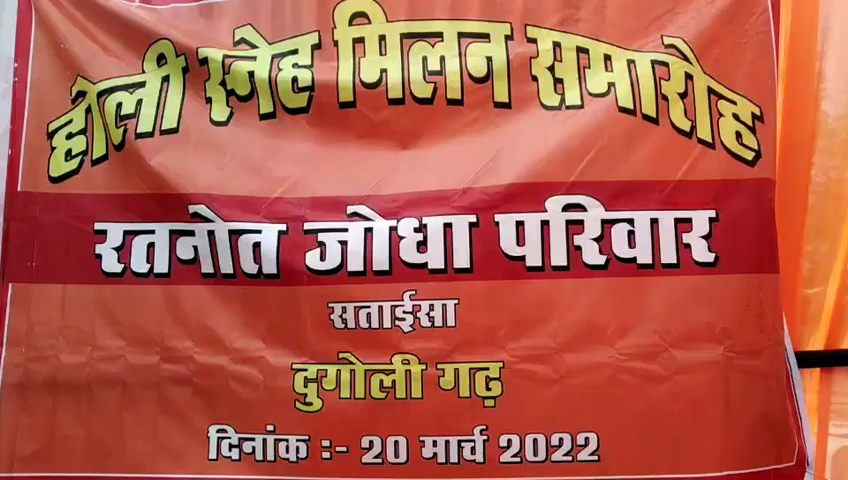 होली स्नेह मिलन समारोह
रतनोत जोधा परिवार
सताईसा
दुगोली गढ़
दिनांक :- 20 मार्च 2022